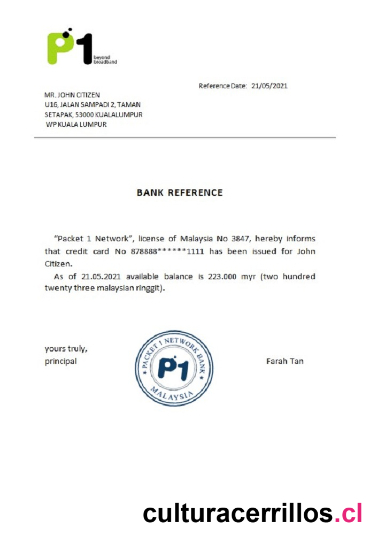 P1
beyond
broadband
Reference Date: 21/05/2021
MR. JOHN CITIZEN
U16, JALAN SAMPADI 2, TAMAN
SETAPAK, 53000 KUALALUMPUR
WP KUALA LUMPUR
BANK REFERENCE
"Packet 1 Network", license of Malaysia No 3847, hereby informs
that credit card No 878888******1111 has been issued for John
Citizen.
As of 21.05.2021 available balance is 223.000 myr (two hundred
twenty three malaysian ringgit).
yours truly,
principal
PACKET 1 NETWORK BANK
P1
MALAYSIA
Farah Tan
culturacerrillos.cl